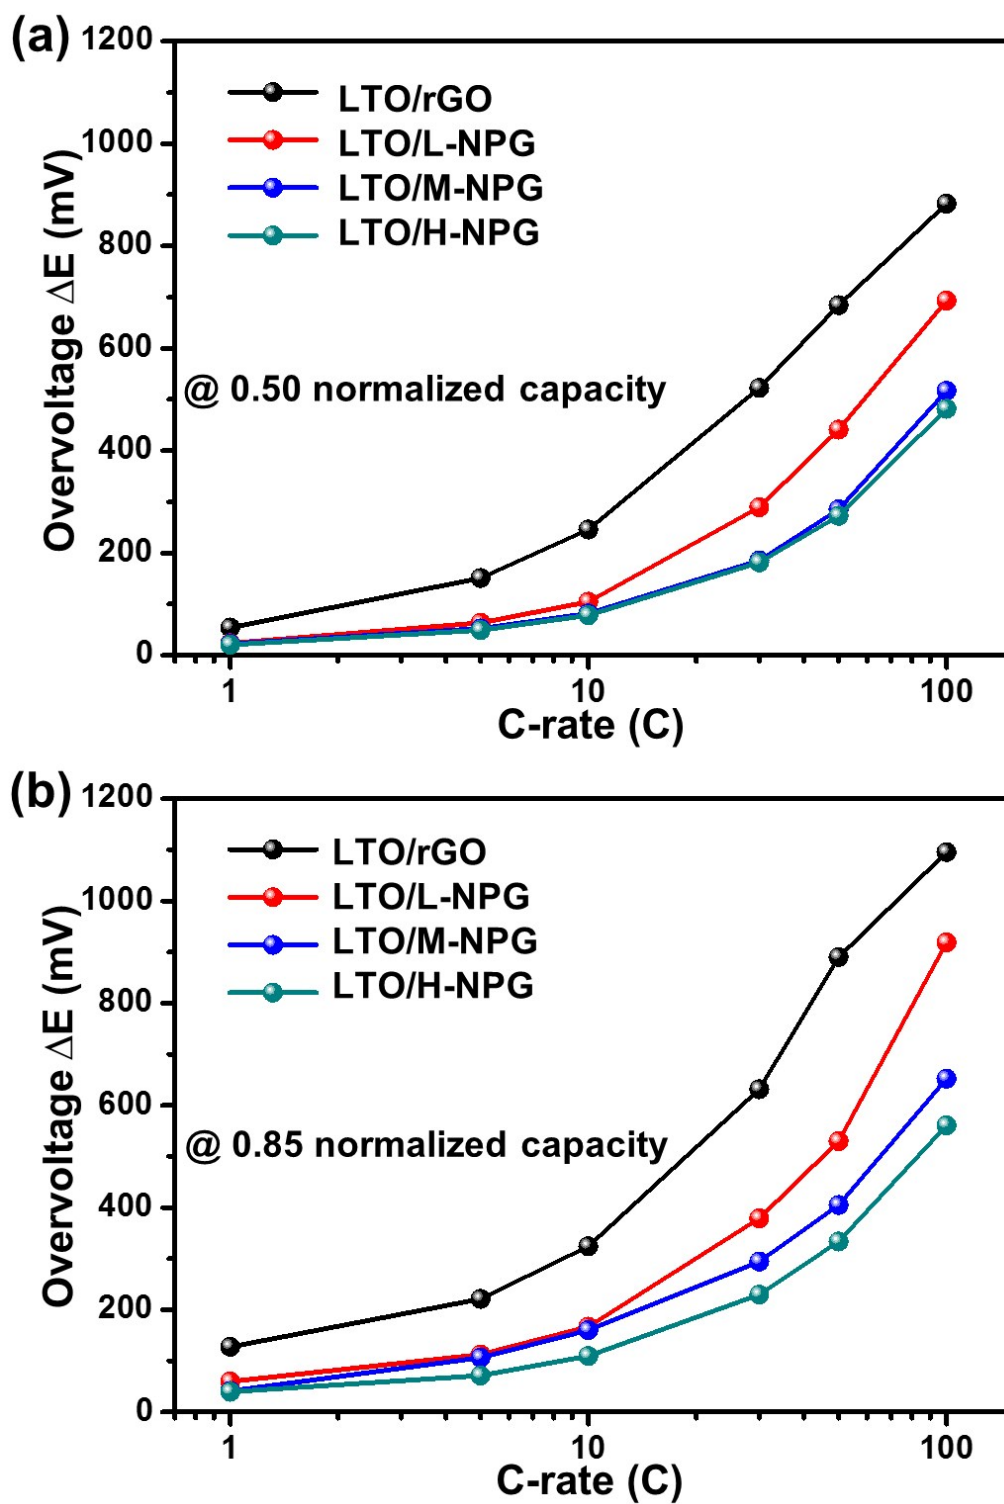 (a)
1200
1000
800
600
400
200
0
Overvoltage ΔE (mV)
LTO/rGO
LTO/L-NPG
LTO/M-NPG
LTO/H-NPG
@ 0.50 normalized capacity
1 10 100
C-rate (C)
(b)
1200
1000
800
600
400
200
0
Overvoltage ΔE (mV)
LTO/rGO
LTO/L-NPG
LTO/M-NPG
LTO/H-NPG
@ 0.85 normalized capacity
1 10 100
C-rate (C)